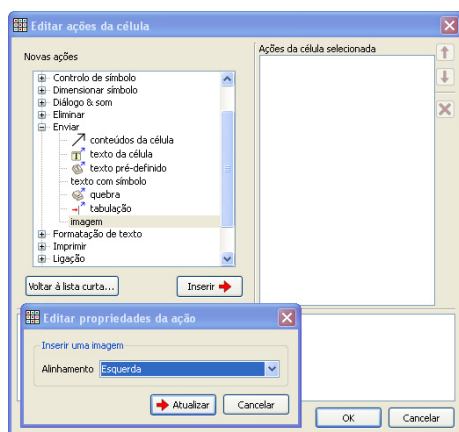 Editar ações da célula
Novas ações
Ações da célula selecionada
Controlo de símbolo
Dimensionar símbolo
Diálogo & som
Eliminar
Enviar
conteúdos da célula
texto da célula
texto pré-definido
texto com símbolo
quebra
tabulação
imagem
Formatação de texto
Imprimir
Ligação
Voltar à lista curta...
Inserir
Editar propriedades da ação
Inserir uma imagem
Alinhamento Esquerda
Atualizar Cancelar
OK Cancelar